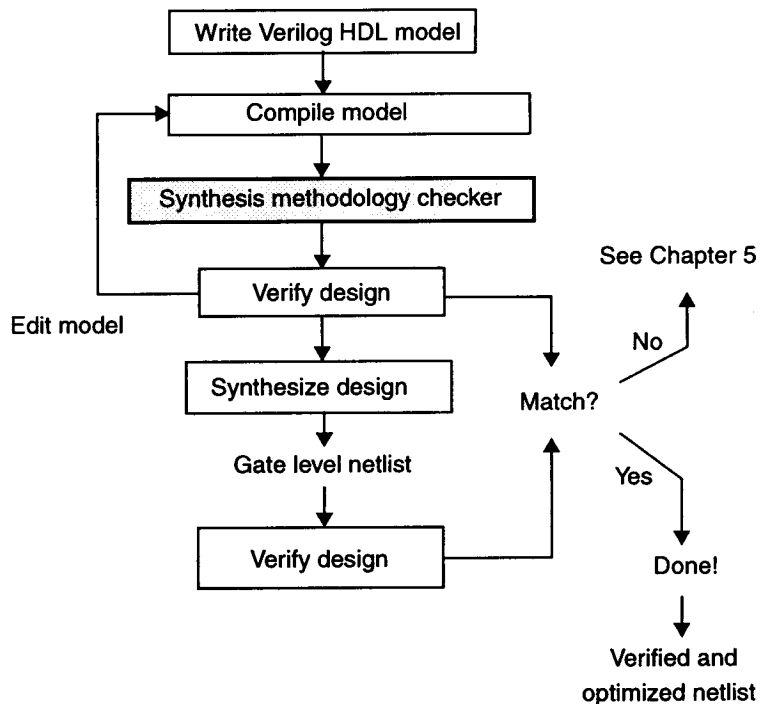 Write Verilog HDL model
Compile model
Synthesis methodology checker
See Chapter 5
Verify design
Edit model
No
Synthesize design
Match?
Gate level netlist
Yes
Verify design
Done!
Verified and
optimized netlist